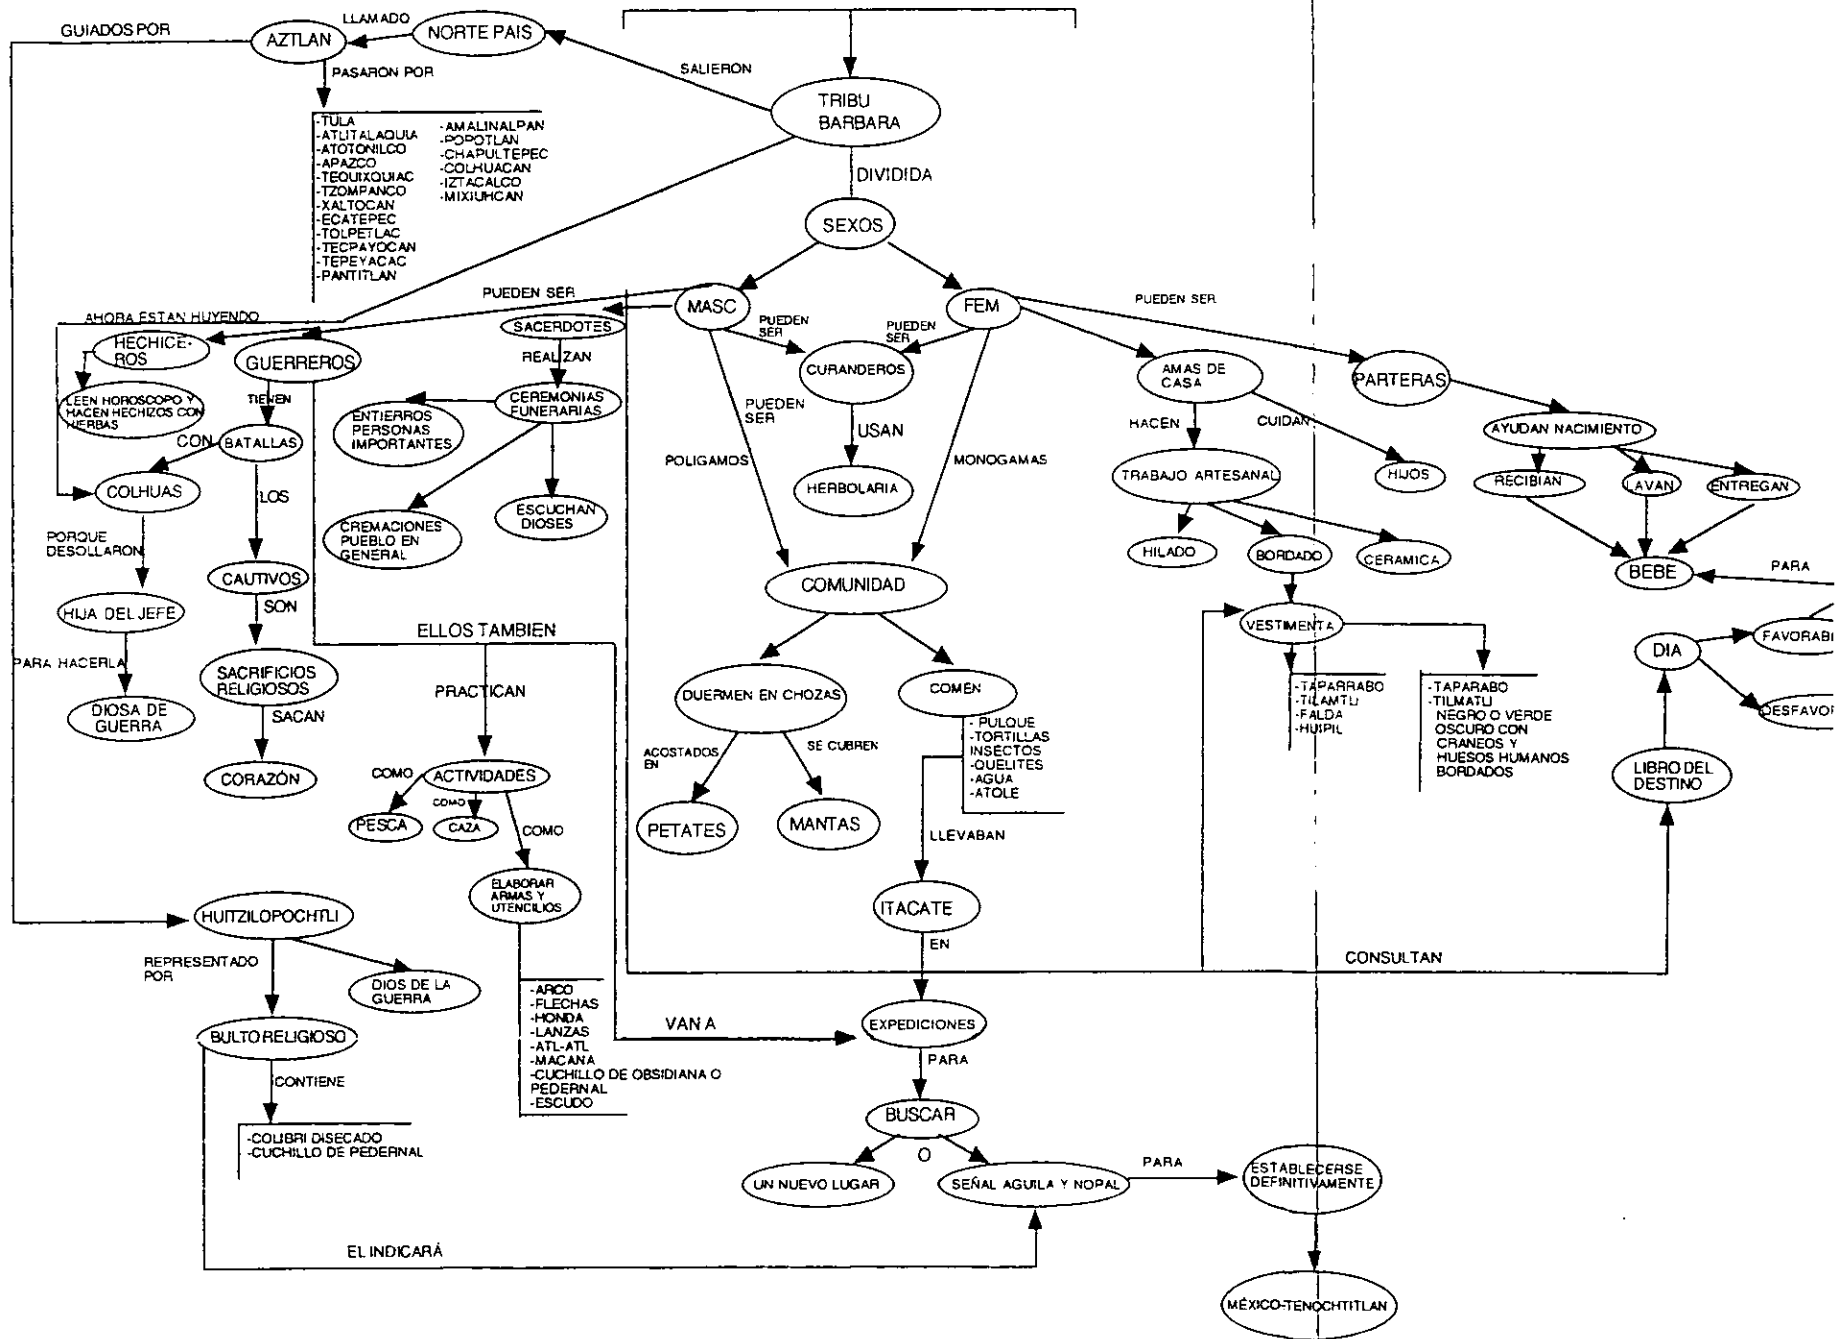 GUIADOS POR
AZTLAN
LLAMADO
NORTE PAIS
SALIERON
PASARON POR
TRIBU
BARBARA
-TULA
-ATLITALAQUIA
-ATOTONILCO
-APAZCO
-TEQUIXQUIAC
-TZOMPANCO
-XALTOCAN
-ECATEPEC
-TOLPETLAC
-TECPAYOCAN
-TEPEYACAC
-PANTITLAN
-AMALINALPAN
-POPOTLAN
-CHAPULTEPEC
-COLHUACAN
-IZTACALCO
-MIXIUHCAN
DIVIDIDA
SEXOS
MASC
FEM
PUEDEN SER
PUEDEN SER
AHORA ESTAN HUYENDO
HECHICE-
ROS
GUERREROS
SACERDOTES
PUEDEN
SER
PUEDEN
SER
CURANDEROS
AMAS DE
CASA
PARTERAS
LEEN HOROSCOPO Y
HACEN HECHIZOS CON
HIERBAS
TIENEN
REALIZAN
CEREMONIAS
FUNERARIAS
ENTIERROS
PERSONAS
IMPORTANTES
PUEDEN
SER
USAN
HACEN
CUIDAN
AYUDAN NACIMIENTO
CON
BATALLAS
COLHUAS
LOS
POLIGAMOS
MONOGAMAS
HERBOLARIA
TRABAJO ARTESANAL
HIJOS
RECIBIAN
LAVAN
ENTREGAN
ESCUCHAN
DIOSES
CREMACIONES
PUEBLO EN
GENERAL
PORQUE
DESOLLARON
HILADO
BORDADO
CERAMICA
CAUTIVOS
COMUNIDAD
BEBE
PARA
HIJA DEL JEFE
SON
ELLOS TAMBIEN
VESTIMENTA
DIA
FAVORABL
DESFAVOR
PARA HACERLA
SACRIFICIOS
RELIGIOSOS
PRACTICAN
DUERMEN EN CHOZAS
COMEN
DIOSA DE
GUERRA
SACAN
CORAZÓN
- PULQUE
-TORTILLAS
INSECTOS
-QUELITES
-AGUA
-ATOLE
-TAPARRABO
-TILAMTLI
-FALDA
-HUIPIL
-TAPARABO
-TILMATLI
NEGRO O VERDE
OSCURO CON
CRANEOS Y
HUESOS HUMANOS
BORDADOS
LIBRO DEL
DESTINO
ACOSTADOS
EN
SE CUBREN
COMO
ACTIVIDADES
COMO
COMO
PESCA
CAZA
PETATES
MANTAS
LLEVABAN
ELABORAR
ARMAS Y
UTENCILIOS
ITACATE
EN
HUITZILOPOCHTLI
REPRESENTADO
POR
DIOS DE LA
GUERRA
CONSULTAN
-ARCO
-FLECHAS
-HONDA
-LANZAS
-ATL-ATL
-MACANA
-CUCHILLO DE OBSIDIANA O
PEDERNAL
-ESCUDO
VAN A
EXPEDICIONES
BULTO RELIGIOSO
CONTIENE
PARA
BUSCAR
O
-COLIBRI DISECADO
-CUCHILLO DE PEDERNAL
UN NUEVO LUGAR
SEÑAL AGUILA Y NOPAL
PARA
ESTABLECERSE
DEFINITIVAMENTE
EL INDICARÁ
MÉXICO-TENOCHTITLAN